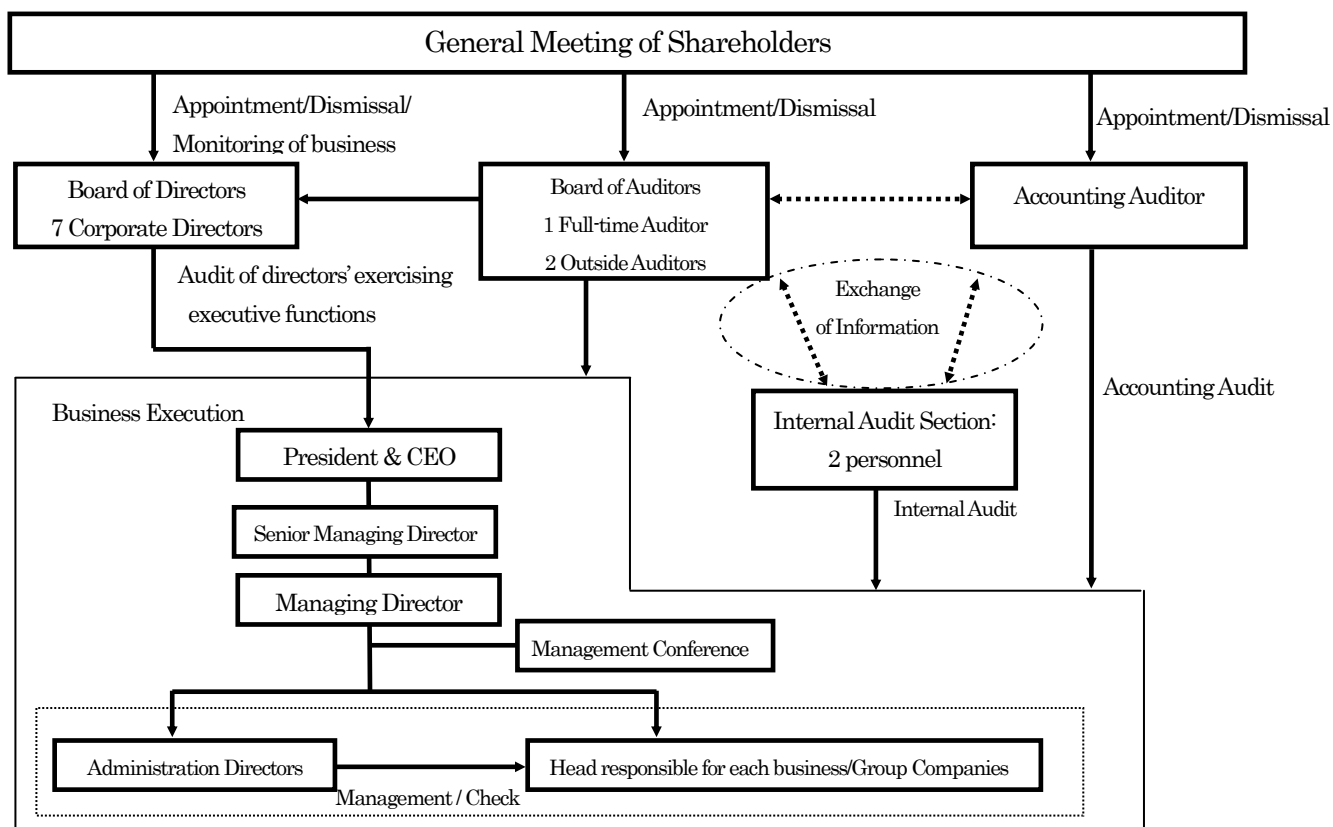 General Meeting of Shareholders
Appointment/Dismissal/
Monitoring of business
Appointment/Dismissal
Appointment/Dismissal
Board of Directors
7 Corporate Directors
Board of Auditors
1 Full-time Auditor
2 Outside Auditors
Accounting Auditor
Audit of directors' exercising
executive functions
Exchange
of Information
Accounting Audit
Business Execution
President & CEO
Internal Audit Section:
2 personnel
Internal Audit
Senior Managing Director
Managing Director
Management Conference
Administration Directors
Management / Check
Head responsible for each business/Group Companies